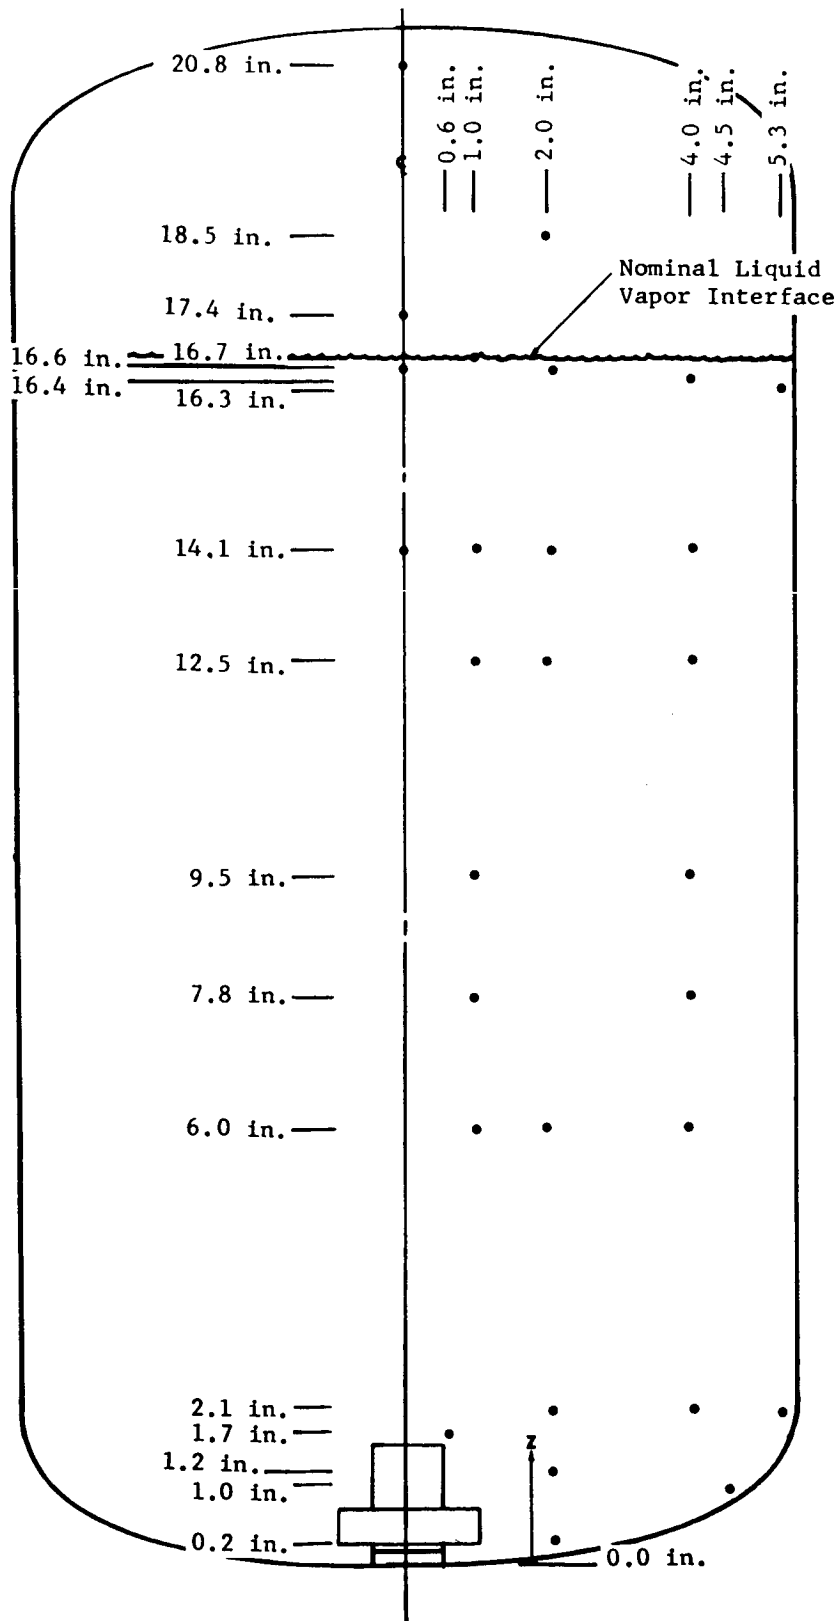 20.8 in.
0.6 in.
1.0 in.
2.0 in.
4.0 in.
4.5 in.
5.3 in.
18.5 in.
Nominal Liquid
Vapor Interface
17.4 in.
16.7 in.
16.6 in.
16.4 in.
16.3 in.
14.1 in.
12.5 in.
9.5 in.
7.8 in.
6.0 in.
2.1 in.
1.7 in.
z
1.2 in.
1.0 in.
0.2 in.
0.0 in.